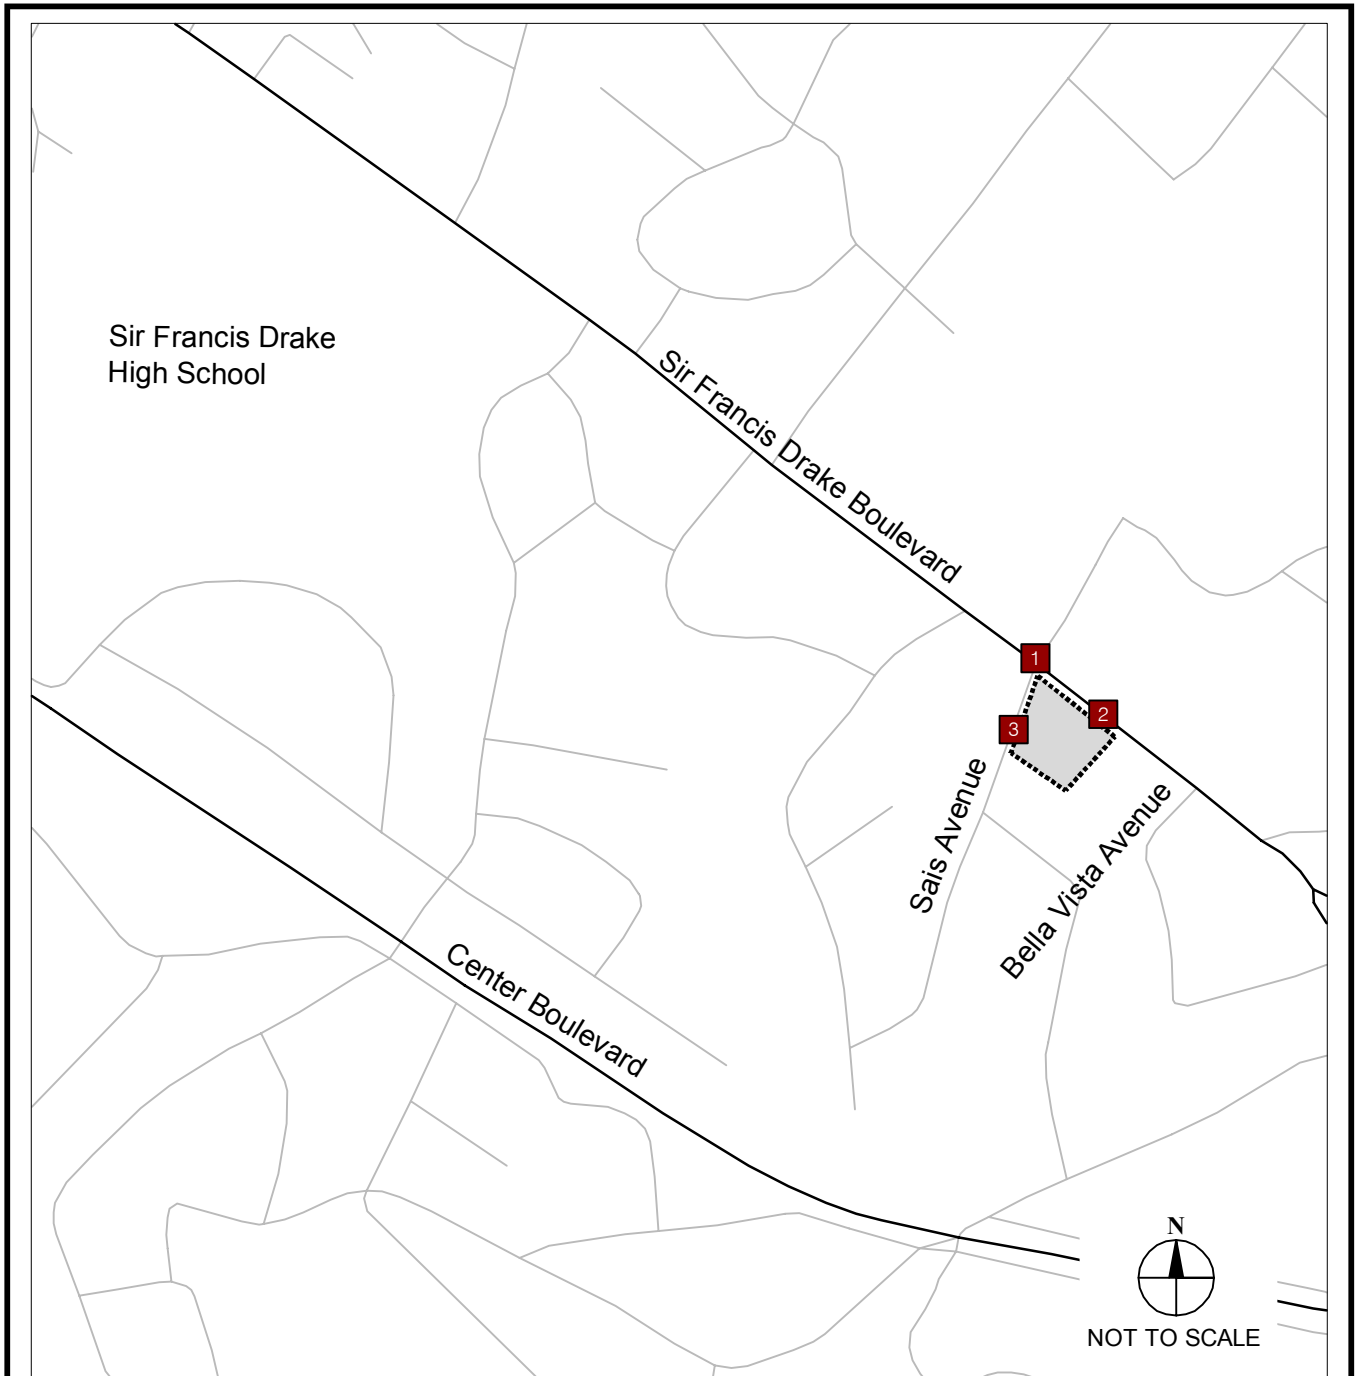 Sir Francis Drake
High School
Sir Francis Drake Boulevard
1
2
3
Sais Avenue
Bella Vista Avenue
Center Boulevard
N
NOT TO SCALE